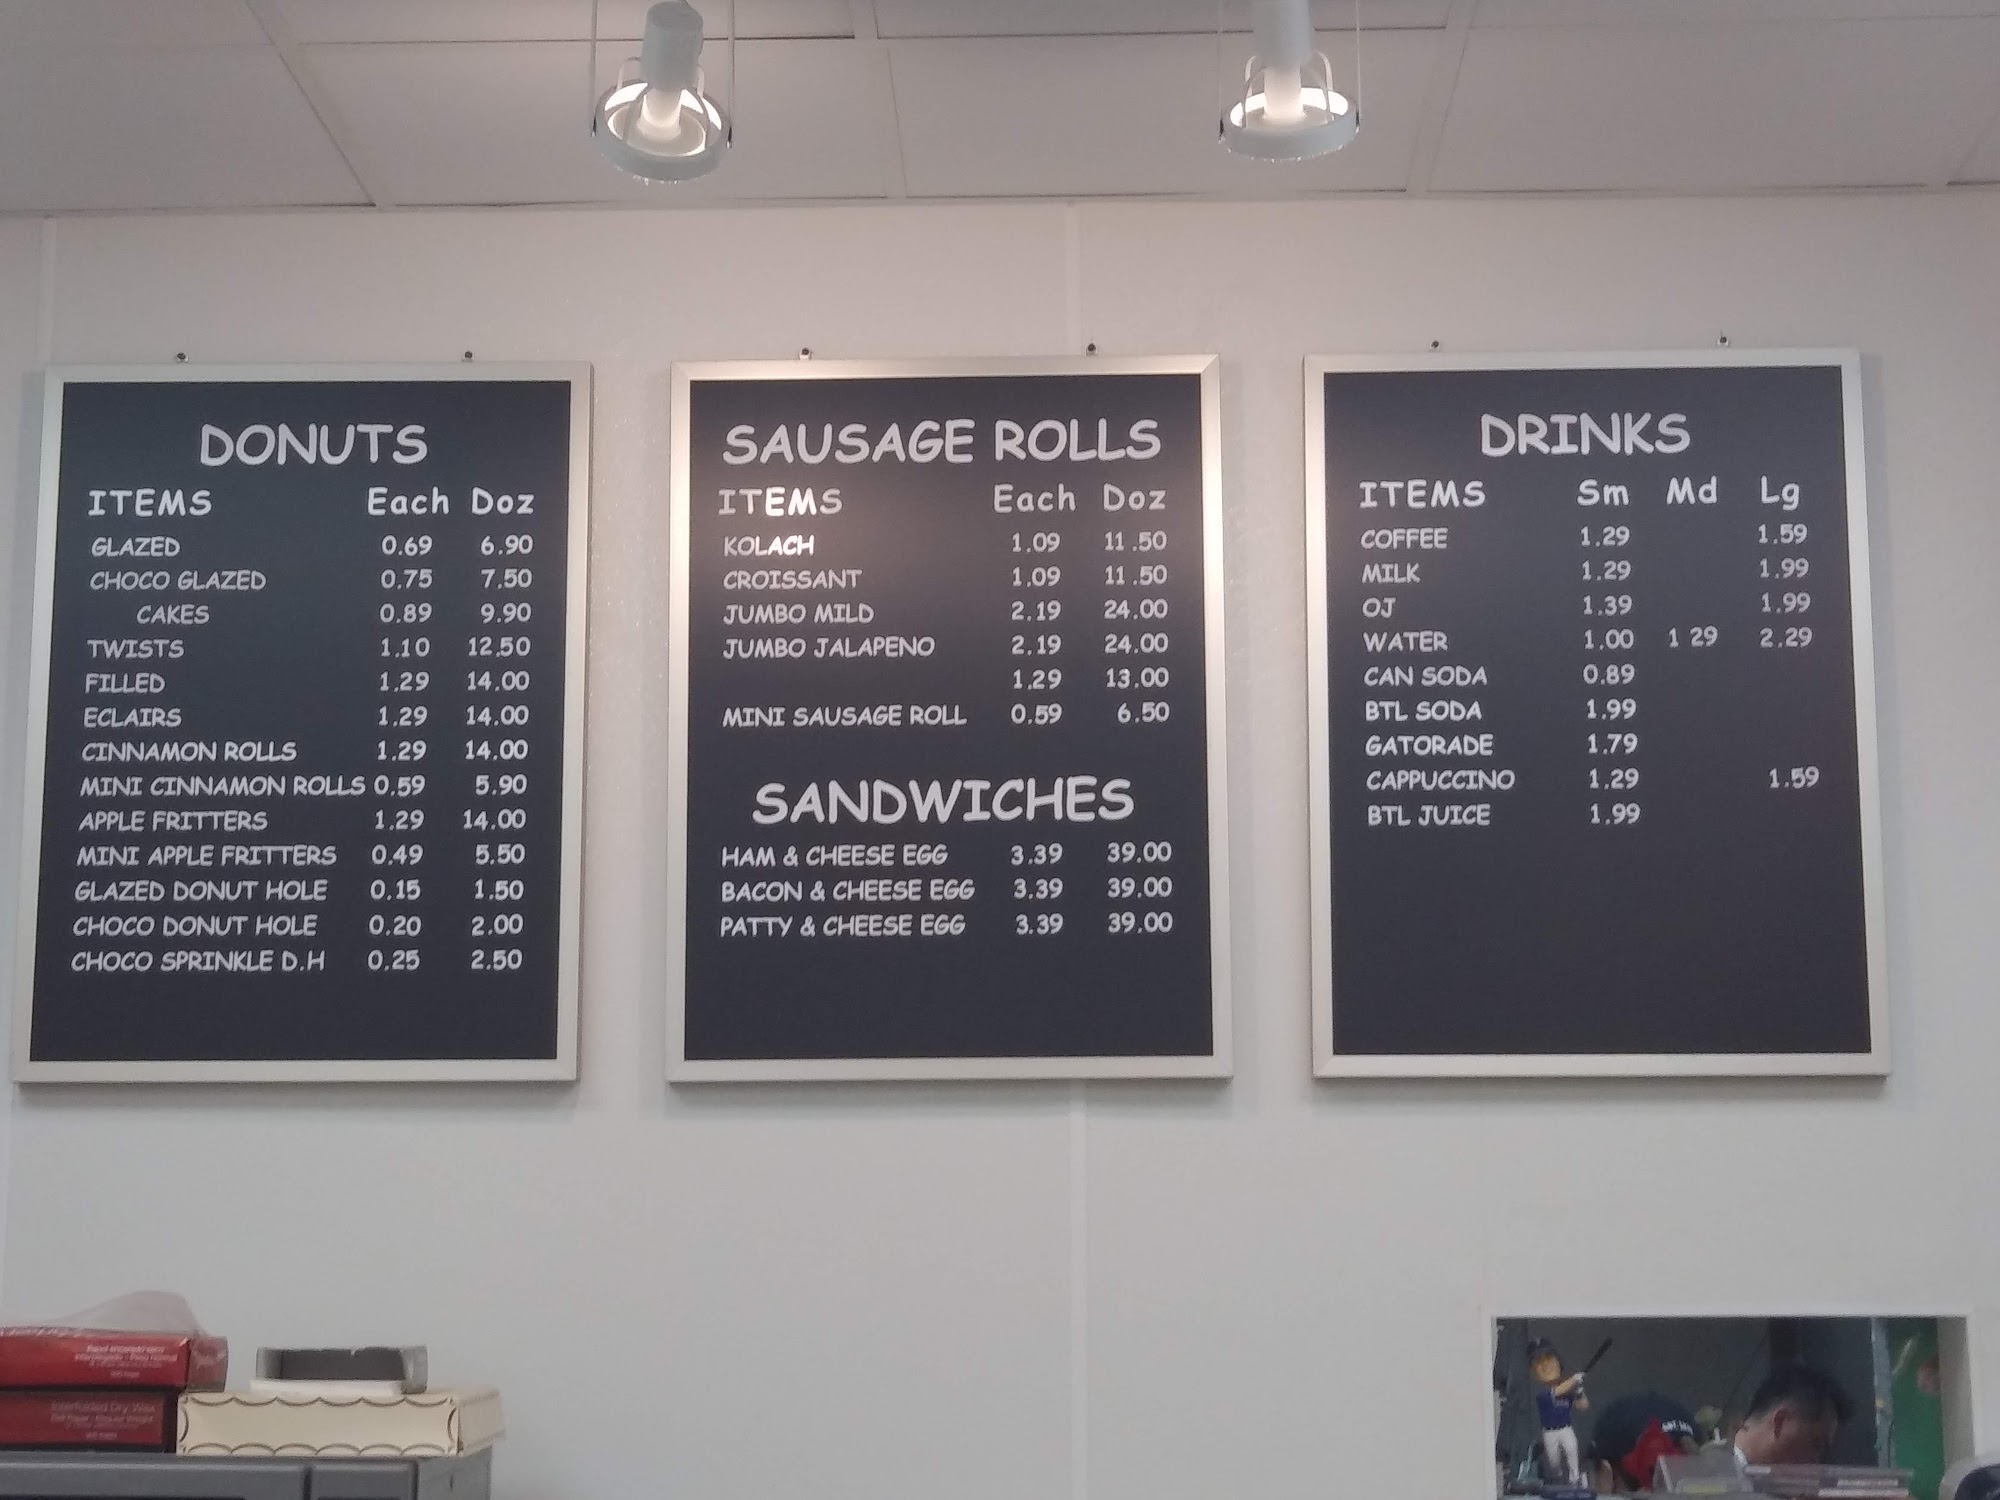 DONUTS
ITEMS Each Doz
GLAZED 0.69 6.90
CHOCO GLAZED 0.75 7.50
CAKES 0.89 9.90
TWISTS 1.10 12.50
FILLED 1.29 14.00
ECLAIRS 1.29 14.00
CINNAMON ROLLS 1.29 14.00
MINI CINNAMON ROLLS 0.59 5.90
APPLE FRITTERS 1.29 14.00
MINI APPLE FRITTERS 0.49 5.50
GLAZED DONUT HOLE 0.15 1.50
CHOCO DONUT HOLE 0.20 2.00
CHOCO SPRINKLE D.H 0.25 2.50
SAUSAGE ROLLS
ITEMS Each Doz
KOLACH 1.09 11.50
CROISSANT 1.09 11.50
JUMBO MILD 2.19 24.00
JUMBO JALAPENO 2.19 24.00
1.29 13.00
MINI SAUSAGE ROLL 0.59 6.50
SANDWICHES
HAM & CHEESE EGG 3.39 39.00
BACON & CHEESE EGG 3.39 39.00
PATTY & CHEESE EGG 3.39 39.00
DRINKS
ITEMS Sm Md Lg
COFFEE 1.29 1.59
MILK 1.29 1.99
OJ 1.39 1.99
WATER 1.00 1 29 2.29
CAN SODA 0.89
BTL SODA 1.99
GATORADE 1.79
CAPPUCCINO 1.29 1.59
BTL JUICE 1.99
Interfolded Dry Wax